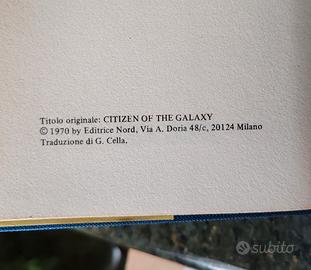 Titolo originale: CITIZEN OF THE GALAXY
© 1970 by Editrice Nord, Via A. Doria 48/c, 20124 Milano
Traduzione di G. Cella.
subito